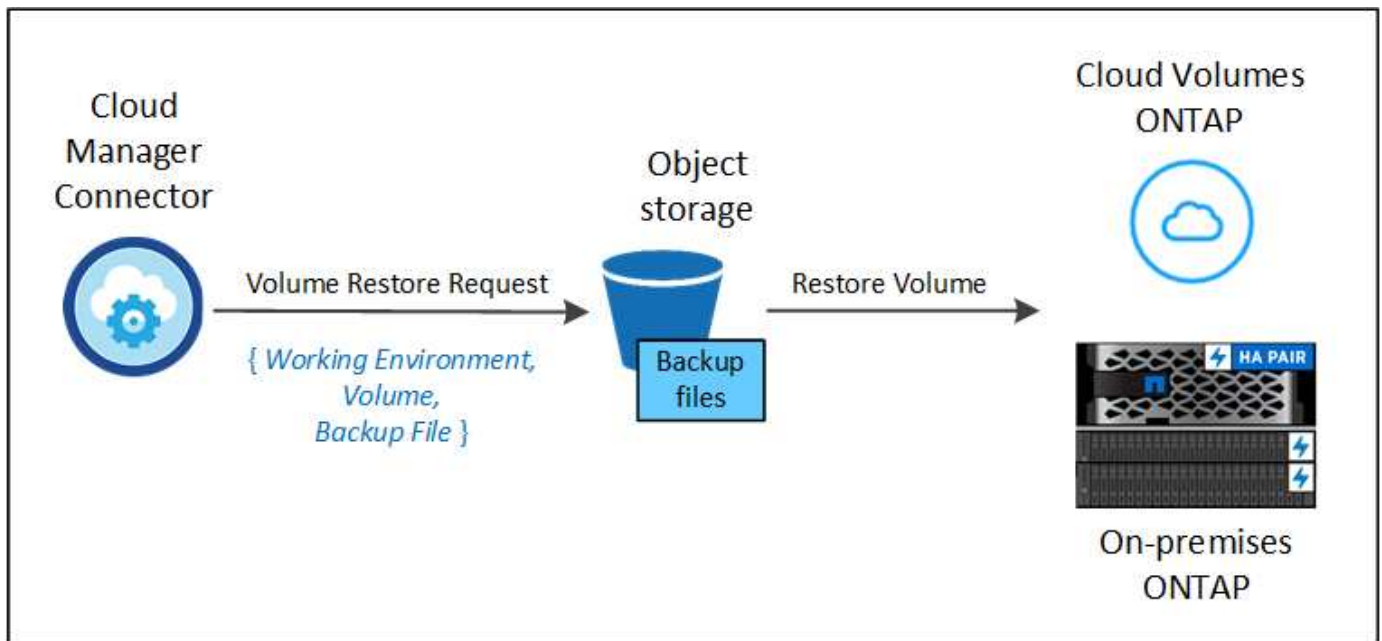 Cloud
Manager
Connector
Volume Restore Request
{ Working Environment,
Volume,
Backup File }
Object
storage
Backup
files
Restore Volume
Cloud Volumes
ONTAP
HA PAIR
On-premises
ONTAP